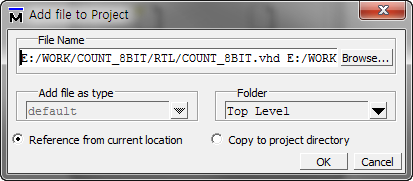 Add file to Project
File Name
E:/WORK/COUNT_8BIT/RTL/COUNT_8BIT.vhd E:/WORK
Browse...
Add file as type
default
Folder
Top Level
Reference from current location
Copy to project directory
OK
Cancel